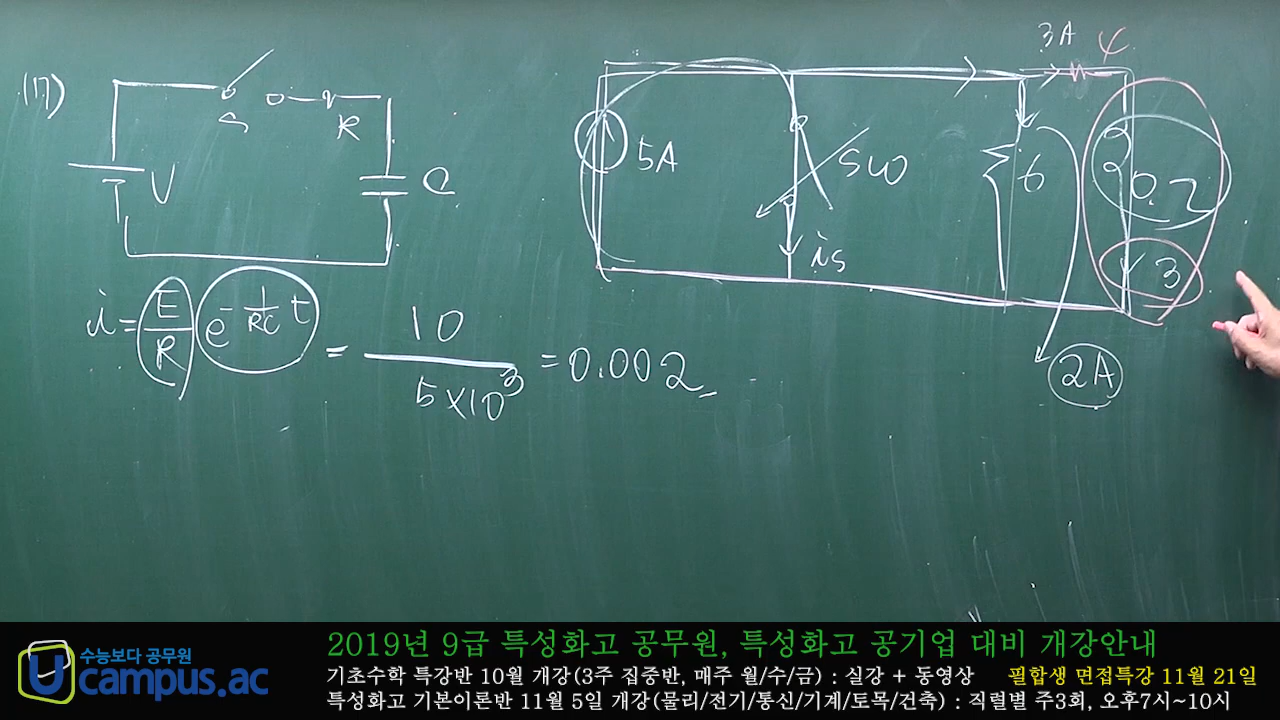 (17)
S
R
V
C
i = E/R e^-1/RC t = 10 / 5×10³ = 0.002
3A 4
5A
SW
6
0.2
is
3
2A
수능보다 공무원
Ucampus.ac
2019년 9급 특성화고 공무원, 특성화고 공기업 대비 개강안내
기초수학 특강반 10월 개강(3주 집중반, 매주 월/수/금) : 실강 + 동영상 필합생 면접특강 11월 21일
특성화고 기본이론반 11월 5일 개강(물리/전기/통신/기계/토목/건축) : 직렬별 주3회, 오후7시~10시